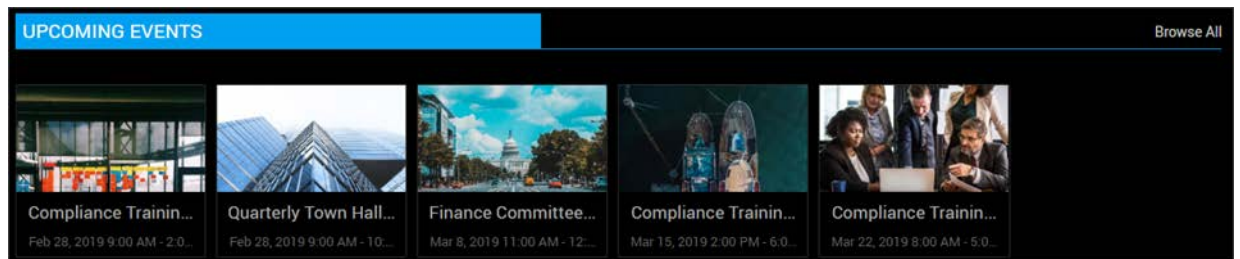 UPCOMING EVENTS
Browse All
Compliance Trainin...
Quarterly Town Hall...
Finance Committee...
Compliance Trainin...
Compliance Trainin...
Feb 28, 2019 9:00 AM - 2:0...
Feb 28, 2019 9:00 AM - 10:...
Mar 8, 2019 11:00 AM - 12:...
Mar 15, 2019 2:00 PM - 6:0...
Mar 22, 2019 8:00 AM - 5:0...